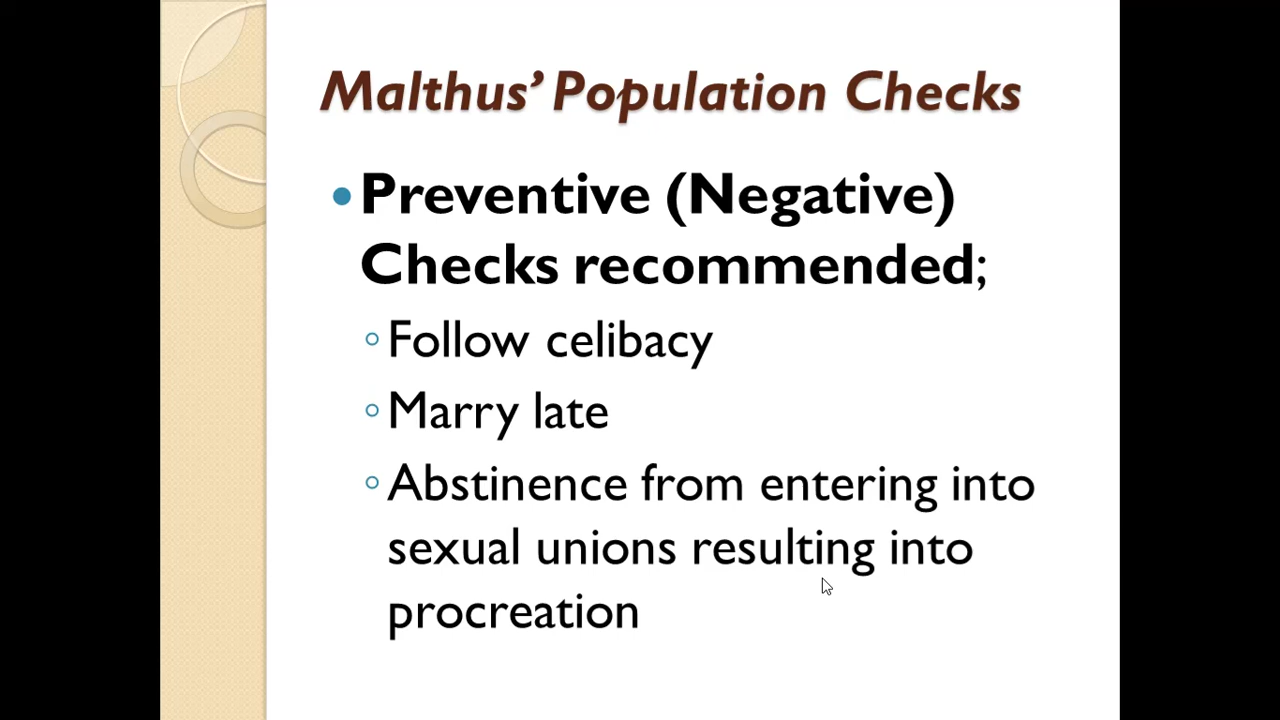 Malthus’ Population Checks
• Preventive (Negative)
Checks recommended;
◦ Follow celibacy
◦ Marry late
◦ Abstinence from entering into
sexual unions resulting into
procreation